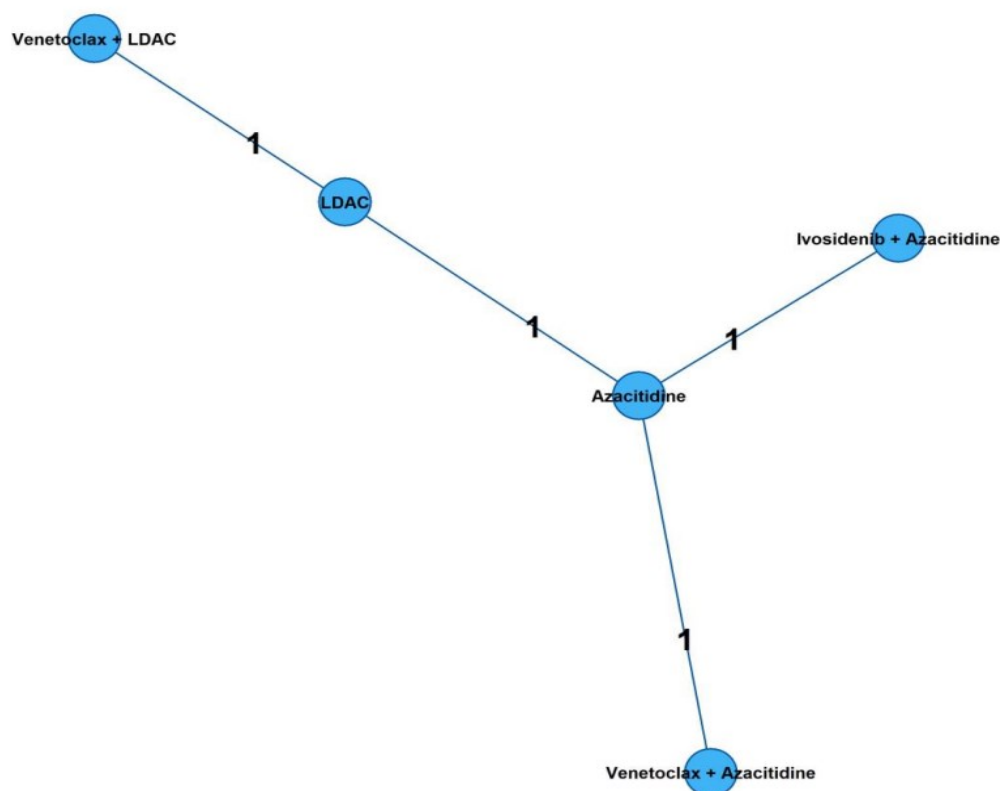 Venetoclax + LDAC
1
LDAC
Ivosidenib + Azacitidine
1
1
Azacitidine
1
Venetoclax + Azacitidine